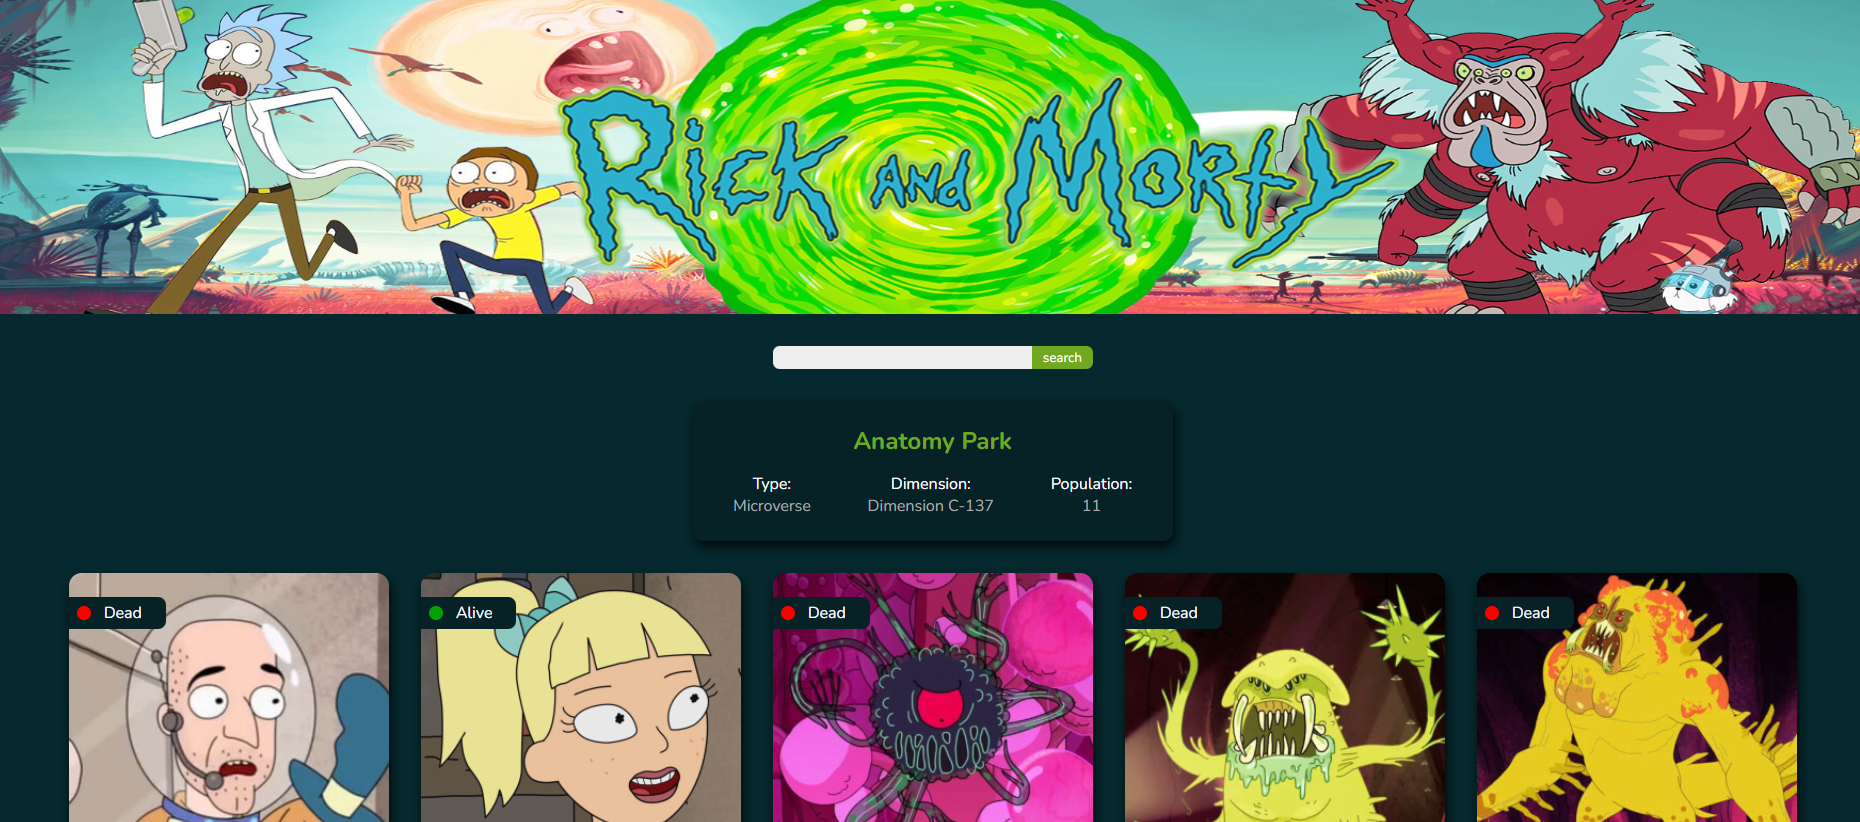 Rick and Morty
search
Anatomy Park
Type: Dimension: Population:
Microverse Dimension C-137 11
Dead Alive Dead Dead Dead